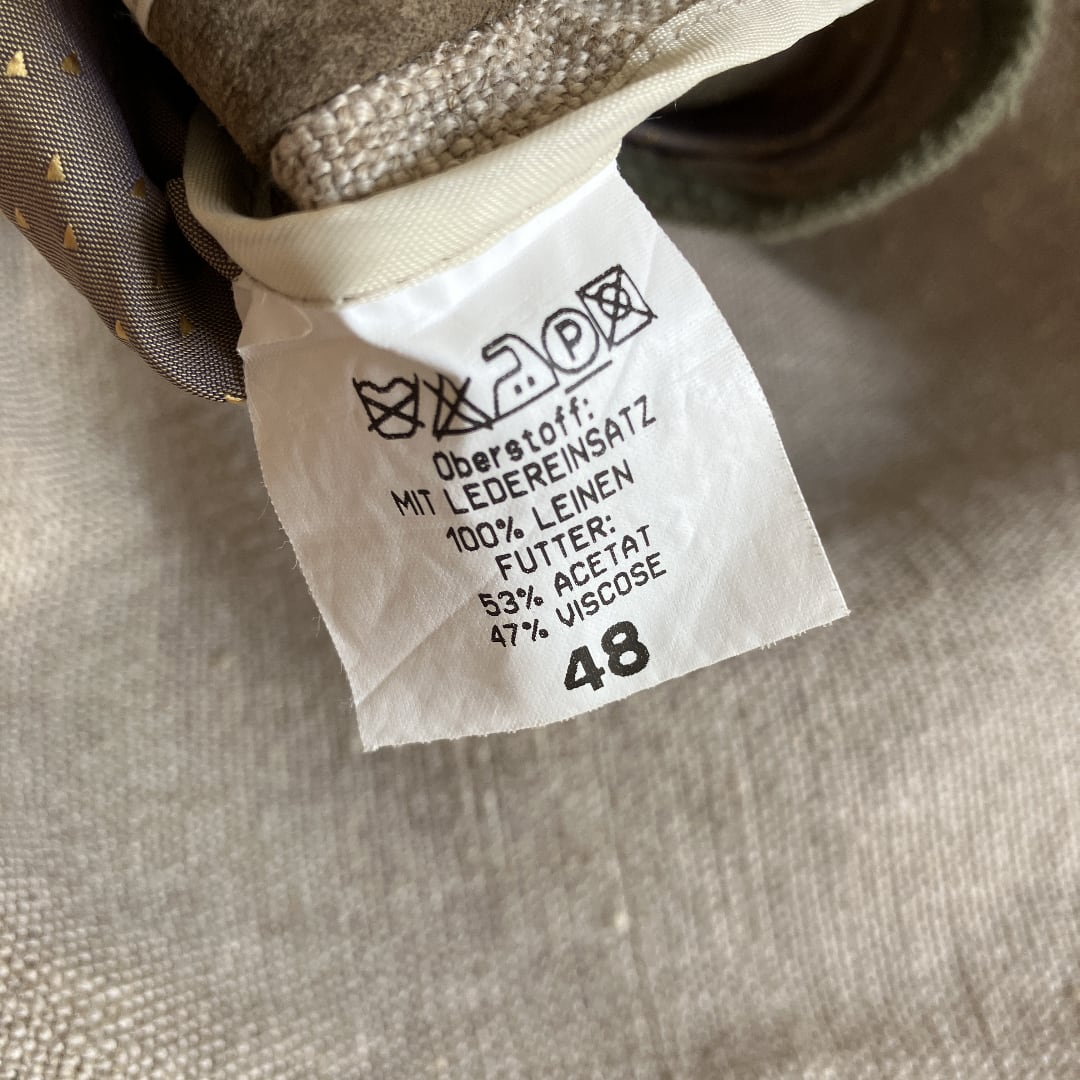 P
Oberstoff:
MIT LEDEREINSATZ
100% LEINEN
FUTTER:
53% ACETAT
47% VISCOSE
48